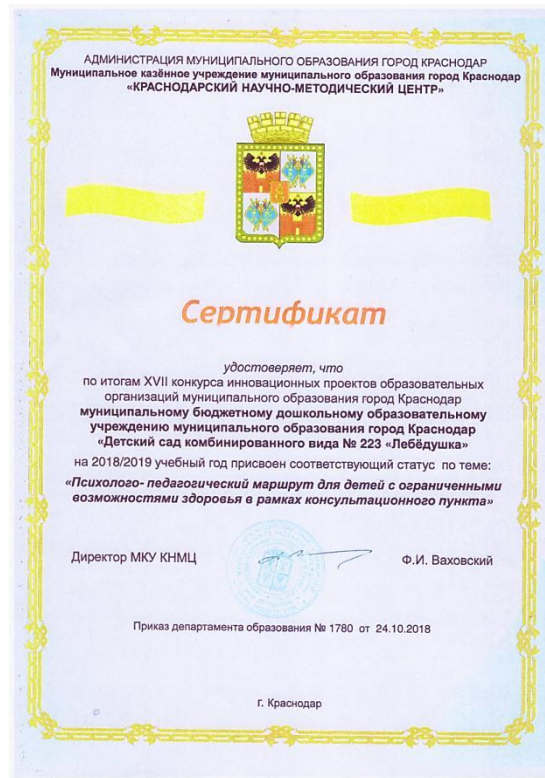 АДМИНИСТРАЦИЯ МУНИЦИПАЛЬНОГО ОБРАЗОВАНИЯ ГОРОД КРАСНОДАР
Муниципальное казённое учреждение муниципального образования город Краснодар
«КРАСНОДАРСКИЙ НАУЧНО-МЕТОДИЧЕСКИЙ ЦЕНТР»
Сертификат
удостоверяет, что
по итогам XVII конкурса инновационных проектов образовательных
организаций муниципального образования город Краснодар
муниципальному бюджетному дошкольному образовательному
учреждению муниципального образования город Краснодар
«Детский сад комбинированного вида № 223 «Лебёдушка»
на 2018/2019 учебный год присвоен соответствующий статус по теме:
«Психолого- педагогический маршрут для детей с ограниченными
возможностями здоровья в рамках консультационного пункта»
Директор МКУ КНМЦ Ф.И. Ваховский
Приказ департамента образования № 1780 от 24.10.2018
г. Краснодар